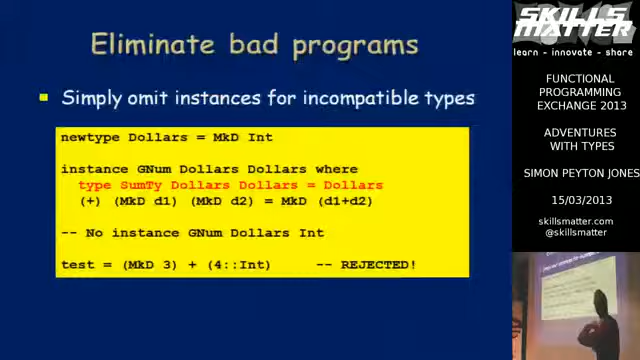 Eliminate bad programs
Simply omit instances for incompatible types
newtype Dollars = MkD Int
instance GNum Dollars Dollars where
type SumTy Dollars Dollars = Dollars
(+) (MkD d1) (MkD d2) = MkD (d1+d2)
-- No instance GNum Dollars Int
test = (MkD 3) + (4::Int) -- REJECTED!
SKILLS
MATTER
learn - innovate - share
FUNCTIONAL
PROGRAMMING
EXCHANGE 2013
ADVENTURES
WITH TYPES
SIMON PEYTON JONES
15/03/2013
skillsmatter.com
@skillsmatter